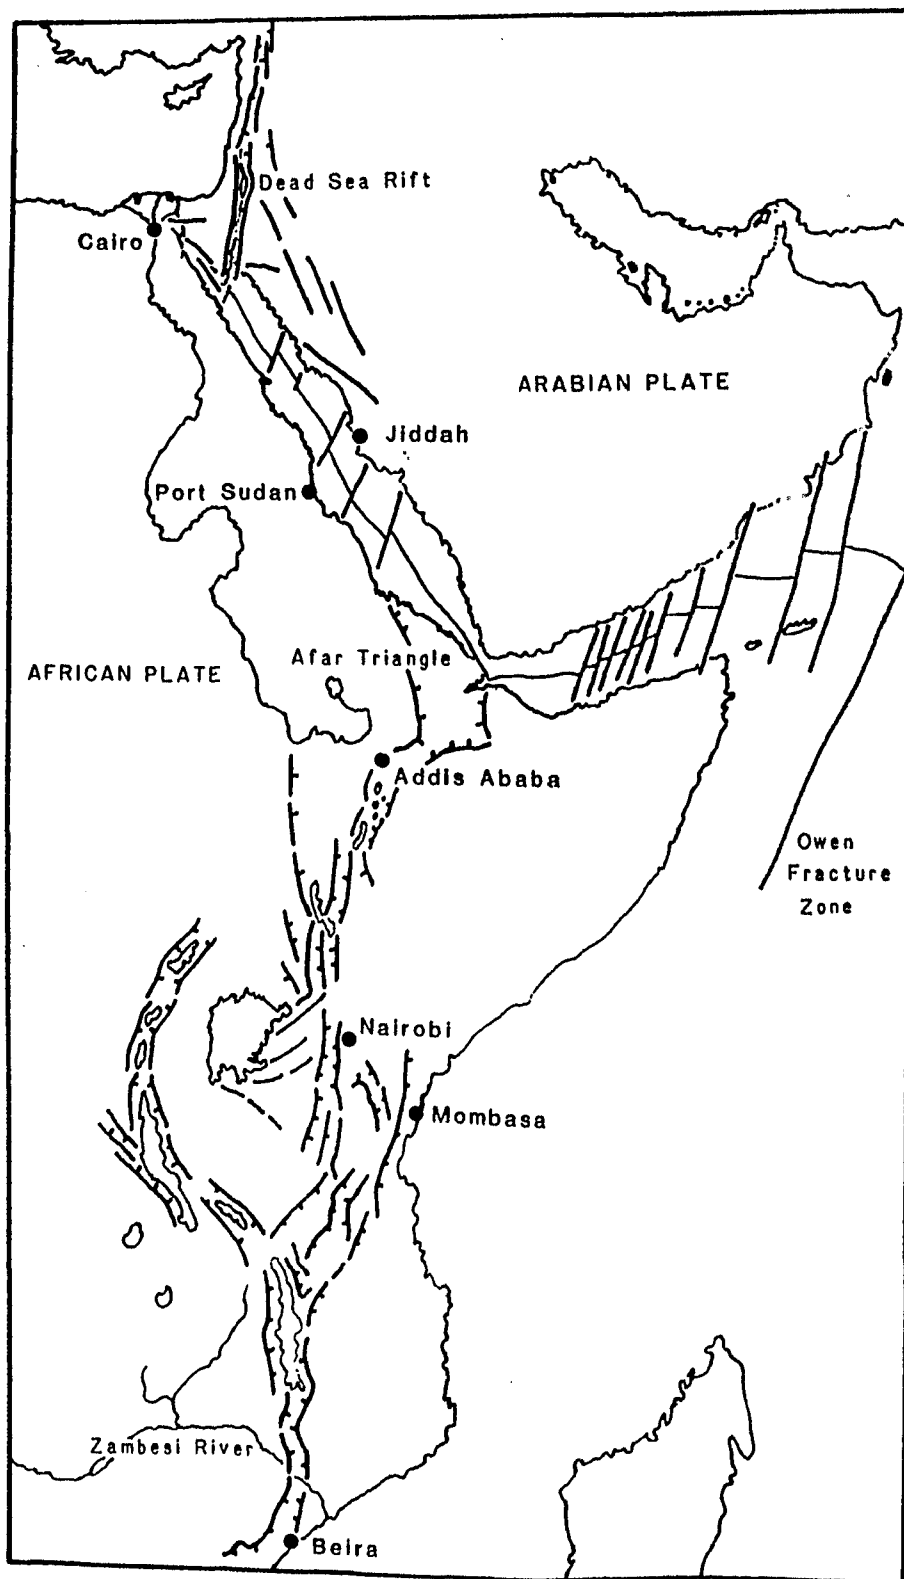 Dead Sea Rift
Cairo
ARABIAN PLATE
Jiddah
Port Sudan
Afar Triangle
AFRICAN PLATE
Addis Ababa
Owen
Fracture
Zone
Nairobi
Mombasa
Zambesi River
Beira